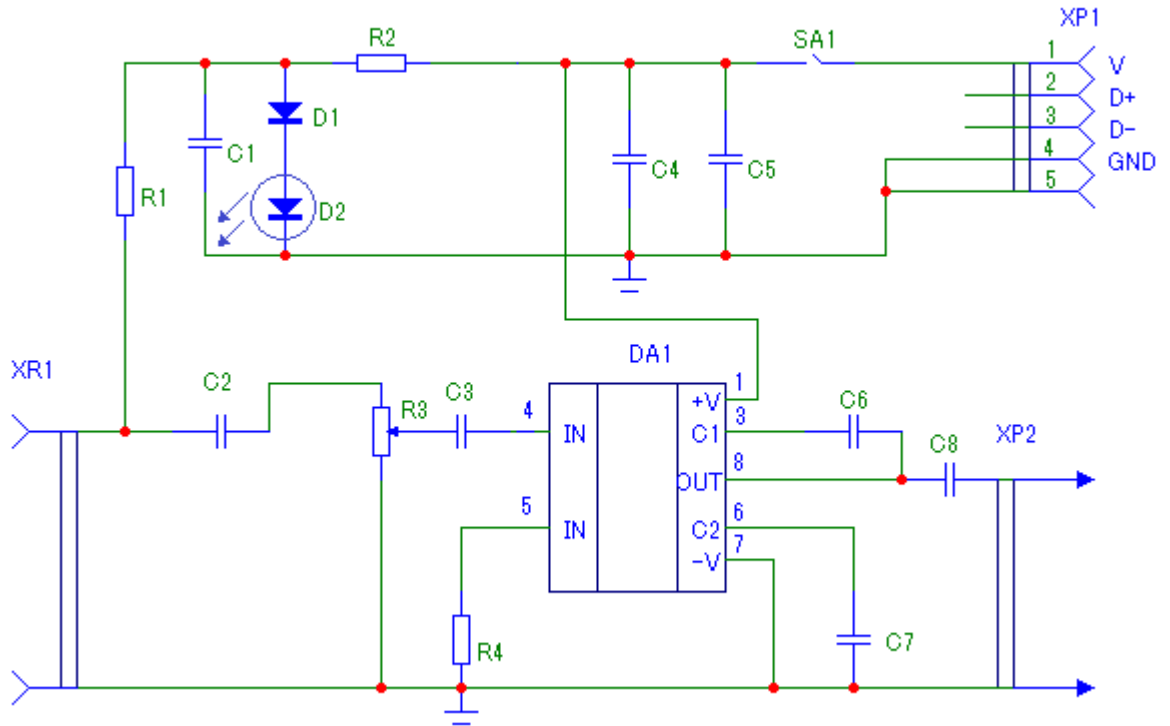 XP1
R2
SA1
1
V
2
D+
D1
3
D-
C1
C4
C5
4
GND
R1
5
D2
DA1
XR1
C2
R3
C3
4
IN
1
+V
3
C1
C6
8
OUT
C8
XP2
5
IN
6
C2
7
-V
R4
C7